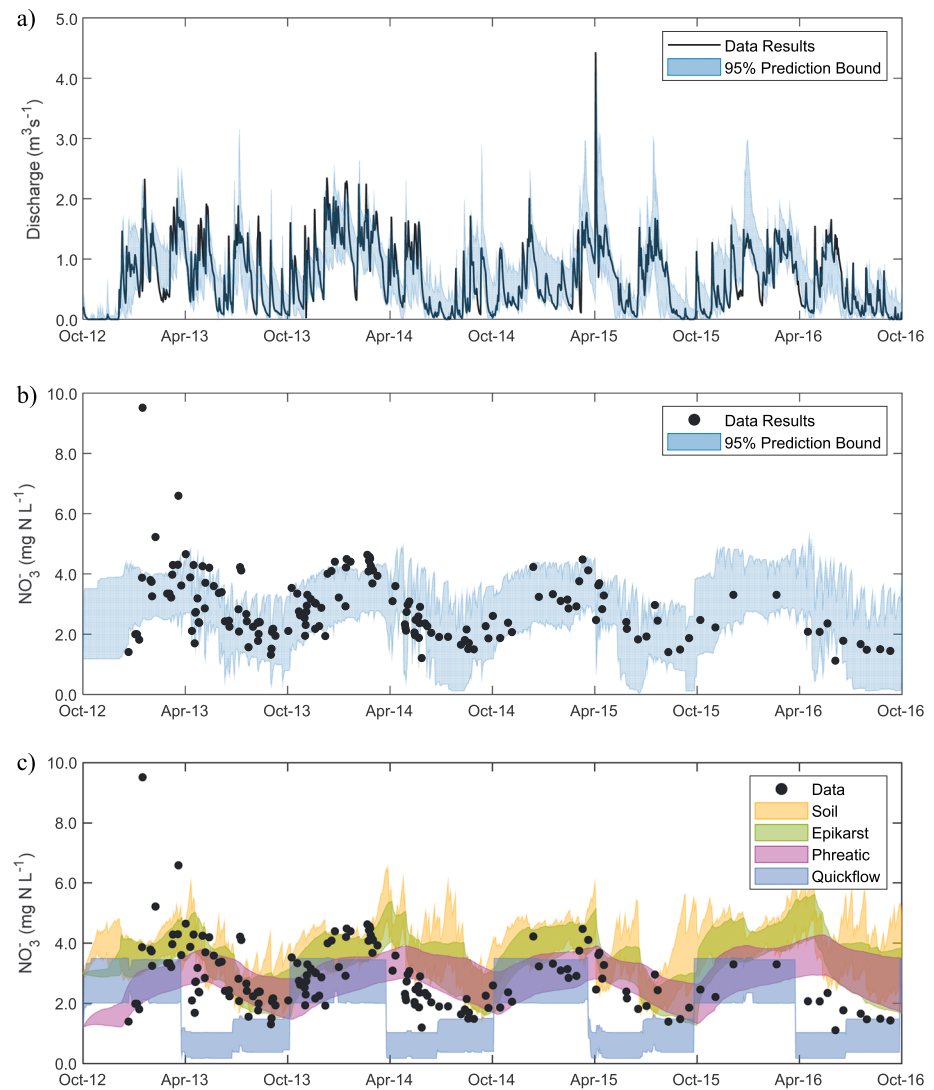 a)
5.0
4.0
3.0
2.0
1.0
0.0
Discharge (m³s⁻¹)
Data Results
95% Prediction Bound
Oct-12 Apr-13 Oct-13 Apr-14 Oct-14 Apr-15 Oct-15 Apr-16 Oct-16
b)
10.0
8.0
6.0
4.0
2.0
0.0
NO₃⁻ (mg N L⁻¹)
Data Results
95% Prediction Bound
Oct-12 Apr-13 Oct-13 Apr-14 Oct-14 Apr-15 Oct-15 Apr-16 Oct-16
c)
10.0
8.0
6.0
4.0
2.0
0.0
NO₃⁻ (mg N L⁻¹)
Data
Soil
Epikarst
Phreatic
Quickflow
Oct-12 Apr-13 Oct-13 Apr-14 Oct-14 Apr-15 Oct-15 Apr-16 Oct-16